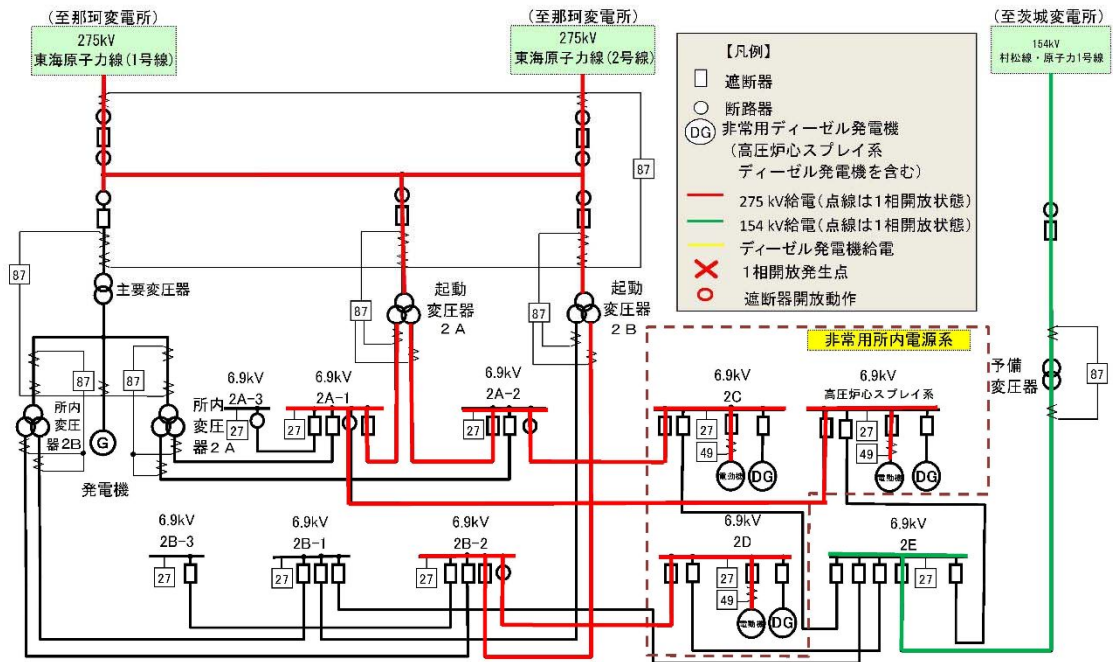 (至那珂変電所)
275kV
東海原子力線(1号線)
(至那珂変電所)
275kV
東海原子力線(2号線)
(至茨城変電所)
154kV
村松線・原子力1号線
【凡例】
遮断器
断路器
DG 非常用ディーゼル発電機
(高圧炉心スプレイ系
ディーゼル発電機を含む)
275 kV給電(点線は1相開放状態)
154 kV給電(点線は1相開放状態)
ディーゼル発電機給電
1相開放発生点
遮断器開放動作
87
87
87
87
87
87
87
主要変圧器
起動
変圧器
2A
起動
変圧器
2B
予備
変圧器
非常用所内電源系
所内
変圧
器2B
G
発電機
所内
変圧
器2A
6.9kV
2A-3
27
6.9kV
2A-1
27
6.9kV
2A-2
27
6.9kV
2C
27
49
電動機
DG
6.9kV
高圧炉心スプレイ系
27
49
電動機
DG
6.9kV
2B-3
27
6.9kV
2B-1
27
6.9kV
2B-2
27
6.9kV
2D
27
49
電動機
DG
6.9kV
2E
27